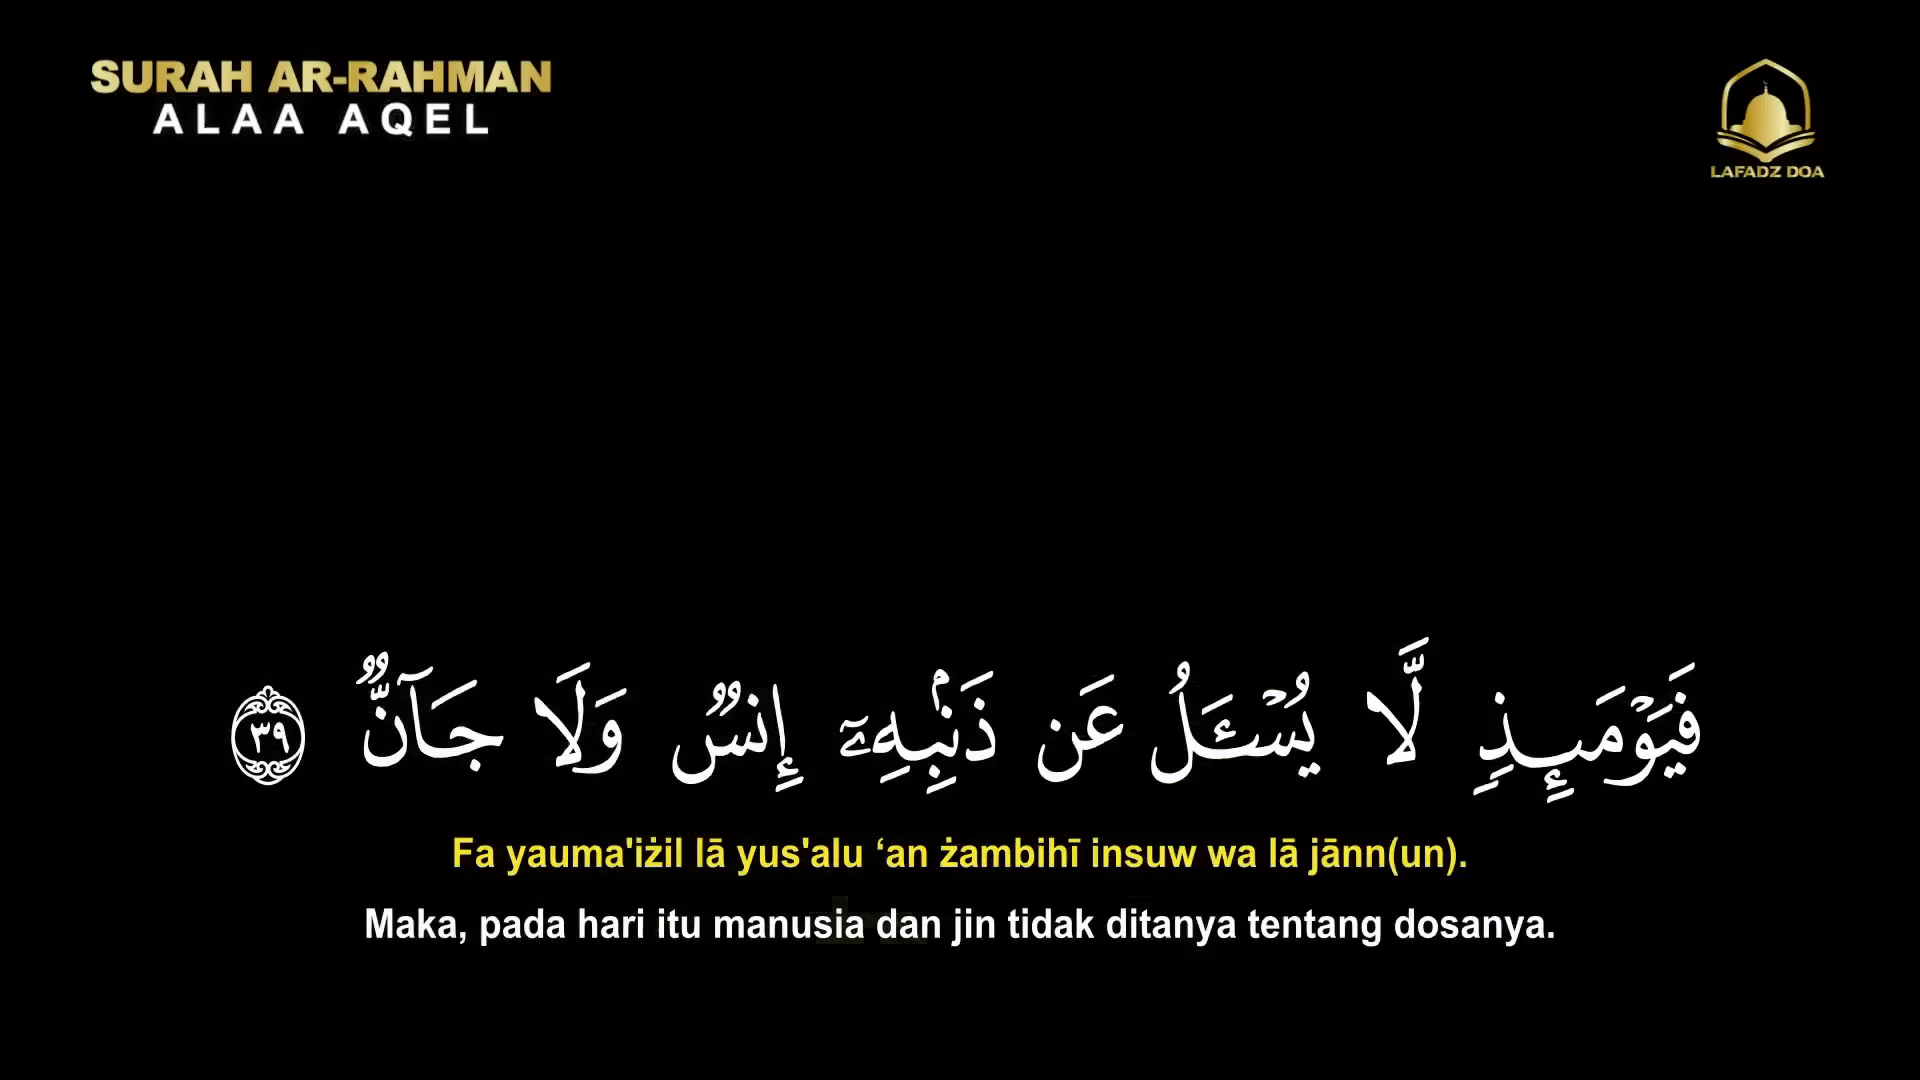 SURAH AR-RAHMAN
ALAA AQEL
LAFADZ DOA
فَيَوْمَىِٕذٍ لَّا يُسْـَٔلُ عَن ذَنۢبِهِۦٓ إِنسٌ وَلَا جَآنٌّ ٣٩
Fa yauma'iżil lā yus'alu ‘an żambihī insuw wa lā jānn(un).
Maka, pada hari itu manusia dan jin tidak ditanya tentang dosanya.